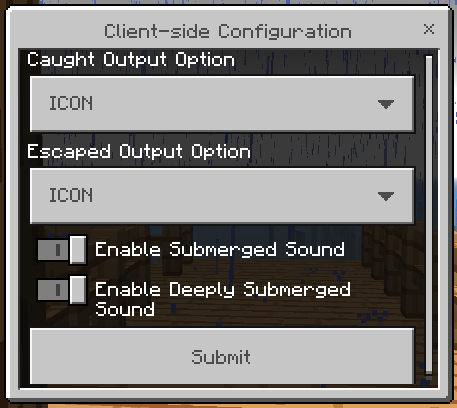 Client-side Configuration
Caught Output Option
ICON
Escaped Output Option
ICON
Enable Submerged Sound
Enable Deeply Submerged
Sound
Submit